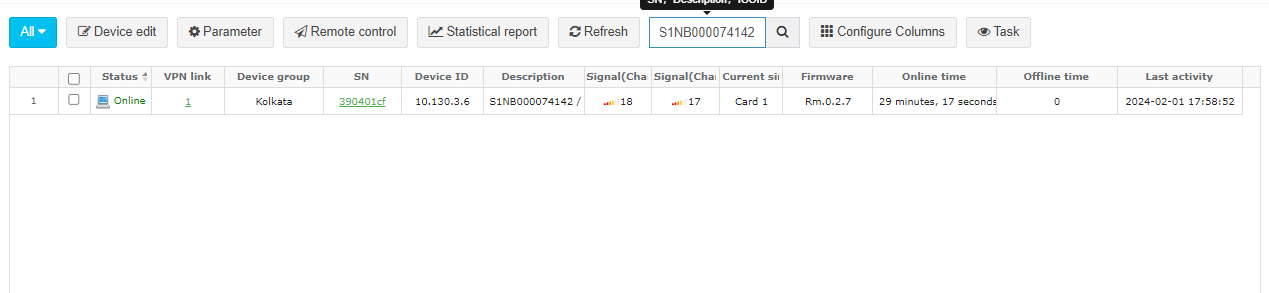 SN, Description, ICCID
All Device edit Parameter Remote control Statistical report Refresh S1NB000074142 Configure Columns Task
Status VPN link Device group SN Device ID Description Signal(Cha Signal(Cha Current si Firmware Online time Offline time Last activity
1 Online 1 Kolkata 390401cf 10.130.3.6 S1NB000074142 / 18 17 Card 1 Rm.0.2.7 29 minutes, 17 seconds 0 2024-02-01 17:58:52